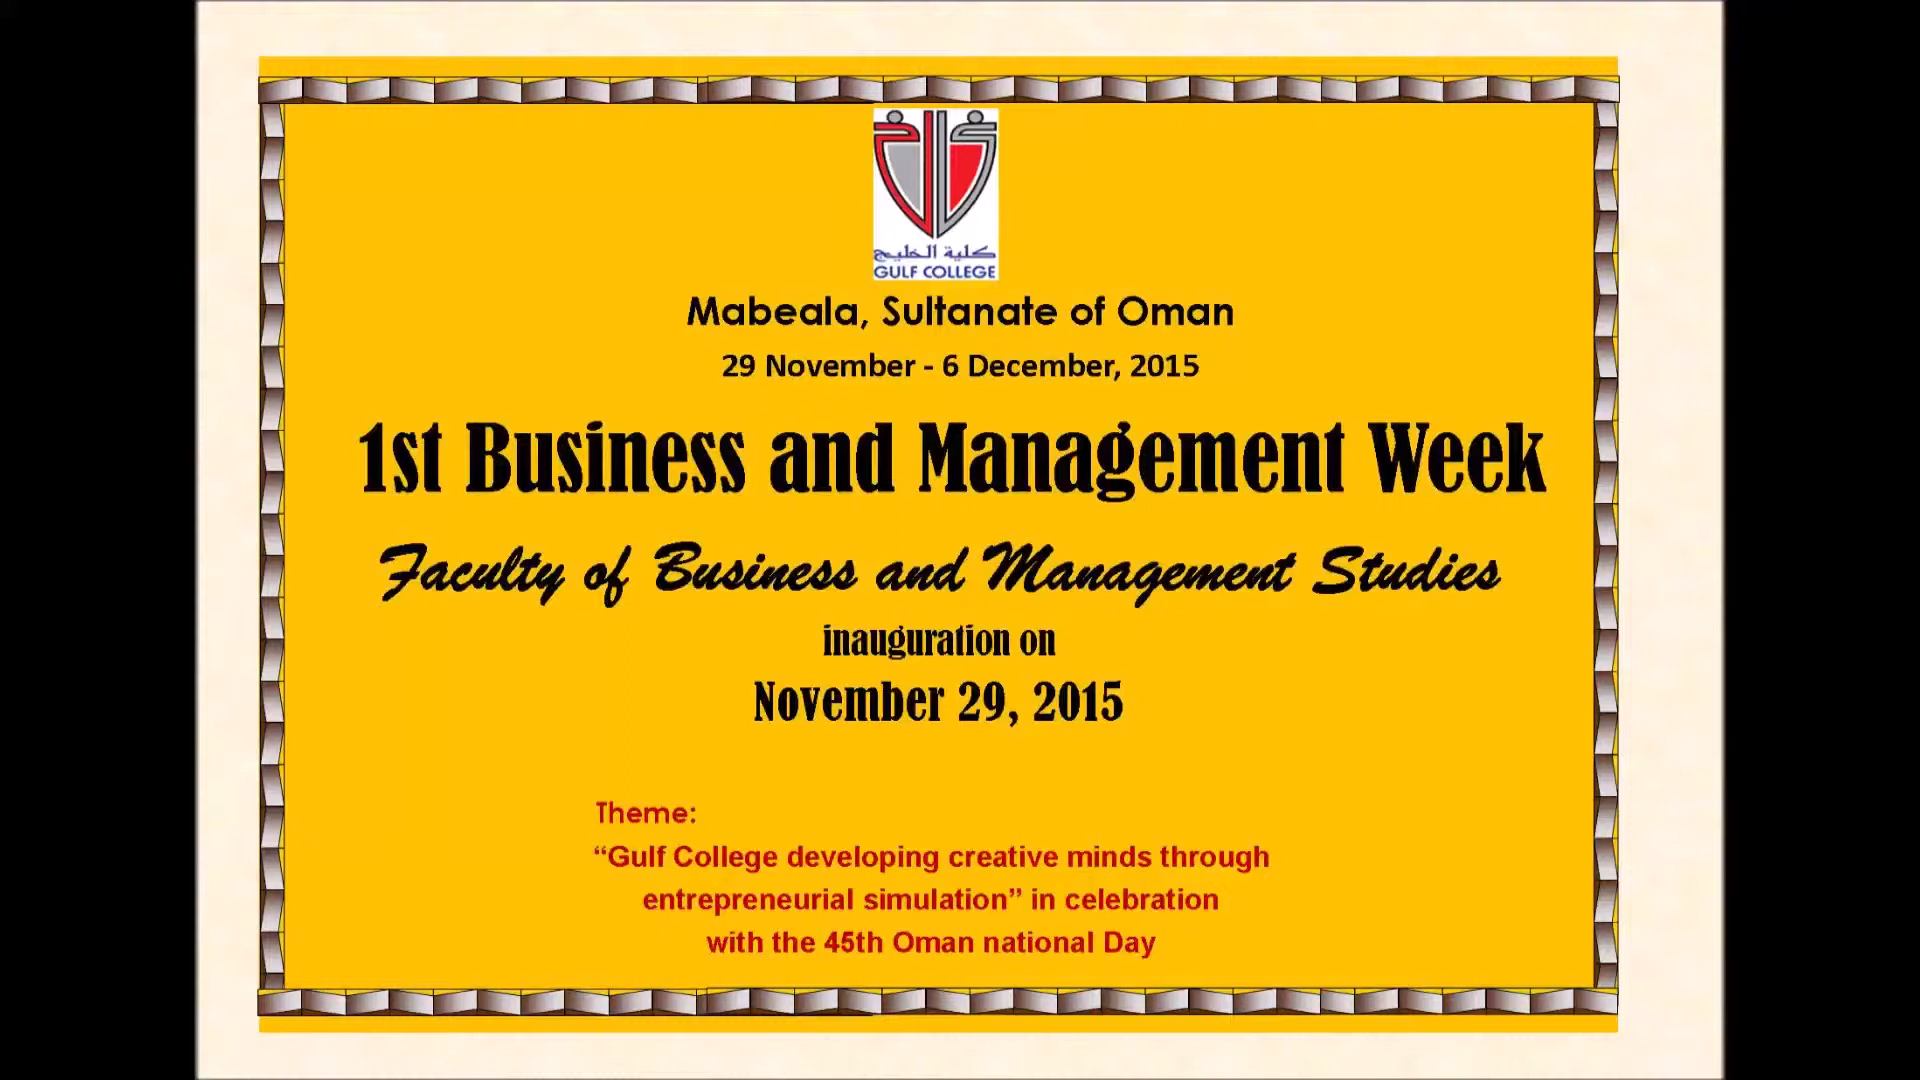 كلية الخليج
GULF COLLEGE
Mabeala, Sultanate of Oman
29 November - 6 December, 2015
1st Business and Management Week
Faculty of Business and Management Studies
inauguration on
November 29, 2015
Theme:
“Gulf College developing creative minds through
entrepreneurial simulation” in celebration
with the 45th Oman national Day